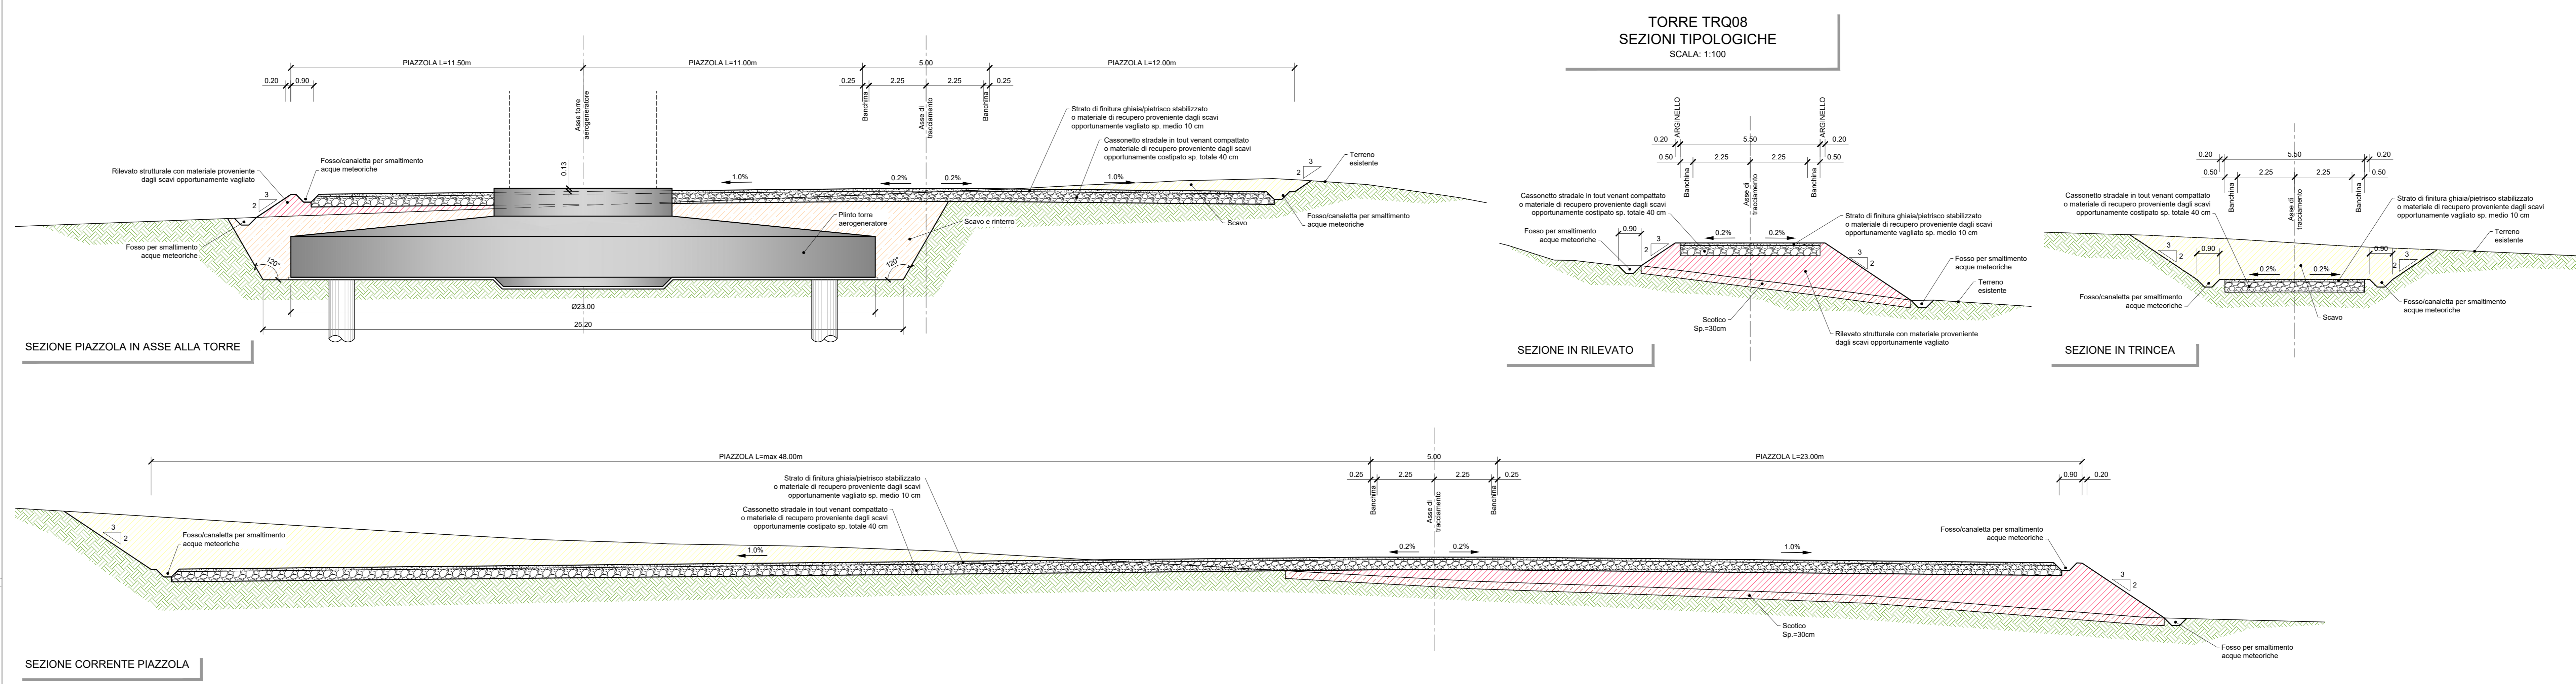 TORRE TRQ08
SEZIONI TIPOLOGICHE
SCALA: 1:100
PIAZZOLA L=11.50m
PIAZZOLA L=11.00m
5.00
PIAZZOLA L=12.00m
0.20
0.90
0.25
2.25
2.25
0.25
Banchina
Asse di
tracciamento
Banchina
Asse torre
aerogeneratore
0.13
Strato di finitura ghiaia/pietrisco stabilizzato
o materiale di recupero proveniente dagli scavi
opportunamente vagliato sp. medio 10 cm
Cassonetto stradale in tout venant compattato
o materiale di recupero proveniente dagli scavi
opportunamente costipato sp. totale 40 cm
Fosso/canaletta per smaltimento
acque meteoriche
Rilevato strutturale con materiale proveniente
dagli scavi opportunamente vagliato
3
2
1.0%
0.2%
0.2%
1.0%
3
2
Terreno
esistente
Plinto torre
aerogeneratore
Scavo e rinterro
Scavo
Fosso/canaletta per smaltimento
acque meteoriche
Fosso per smaltimento
acque meteoriche
120°
120°
Ø23.00
25.20
SEZIONE PIAZZOLA IN ASSE ALLA TORRE
ARGINELLO
ARGINELLO
0.20
5.50
0.20
0.50
2.25
2.25
0.50
Banchina
Asse di
tracciamento
Banchina
Cassonetto stradale in tout venant compattato
o materiale di recupero proveniente dagli scavi
opportunamente costipato sp. totale 40 cm
Strato di finitura ghiaia/pietrisco stabilizzato
o materiale di recupero proveniente dagli scavi
opportunamente vagliato sp. medio 10 cm
Fosso per smaltimento
acque meteoriche
0.90
3
2
0.2%
0.2%
3
2
Fosso per smaltimento
acque meteoriche
Terreno
esistente
Scotico
Sp.=30cm
Rilevato strutturale con materiale proveniente
dagli scavi opportunamente vagliato
SEZIONE IN RILEVATO
0.20
5.50
0.20
0.50
2.25
2.25
0.50
Banchina
Asse di
tracciamento
Banchina
Cassonetto stradale in tout venant compattato
o materiale di recupero proveniente dagli scavi
opportunamente costipato sp. totale 40 cm
Strato di finitura ghiaia/pietrisco stabilizzato
o materiale di recupero proveniente dagli scavi
opportunamente vagliato sp. medio 10 cm
Terreno
esistente
3
2
0.90
0.90
3
2
0.2%
0.2%
Fosso/canaletta per smaltimento
acque meteoriche
Fosso/canaletta per smaltimento
acque meteoriche
Scavo
SEZIONE IN TRINCEA
PIAZZOLA L=max 48.00m
5.00
PIAZZOLA L=23.00m
0.25
2.25
2.25
0.25
0.90
0.20
Banchina
Asse di
tracciamento
Banchina
Strato di finitura ghiaia/pietrisco stabilizzato
o materiale di recupero proveniente dagli scavi
opportunamente vagliato sp. medio 10 cm
Cassonetto stradale in tout venant compattato
o materiale di recupero proveniente dagli scavi
opportunamente costipato sp. totale 40 cm
3
2
Fosso/canaletta per smaltimento
acque meteoriche
1.0%
0.2%
0.2%
1.0%
Fosso/canaletta per smaltimento
acque meteoriche
3
2
Scotico
Sp.=30cm
Fosso per smaltimento
acque meteoriche
SEZIONE CORRENTE PIAZZOLA